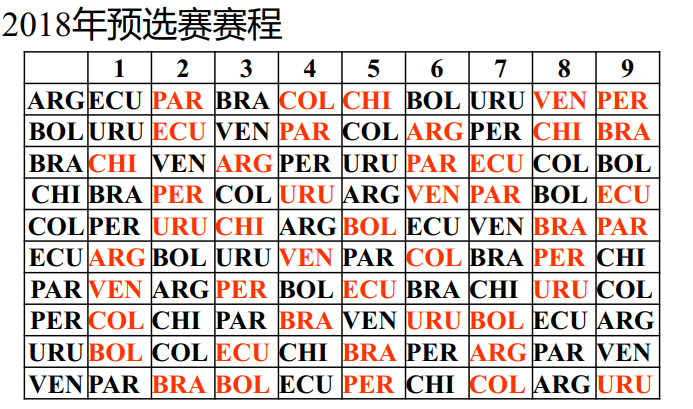 2018年预选赛赛程
1 2 3 4 5 6 7 8 9
ARG ECU PAR BRA COL CHI BOL URU VEN PER
BOL URU ECU VEN PAR COL ARG PER CHI BRA
BRA CHI VEN ARG PER URU PAR ECU COL BOL
CHI BRA PER COL URU ARG VEN PAR BOL ECU
COL PER URU CHI ARG BOL ECU VEN BRA PAR
ECU ARG BOL URU VEN PAR COL BRA PER CHI
PAR VEN ARG PER BOL ECU BRA CHI URU COL
PER COL CHI PAR BRA VEN URU BOL ECU ARG
URU BOL COL ECU CHI BRA PER ARG PAR VEN
VEN PAR BRA BOL ECU PER CHI COL ARG URU